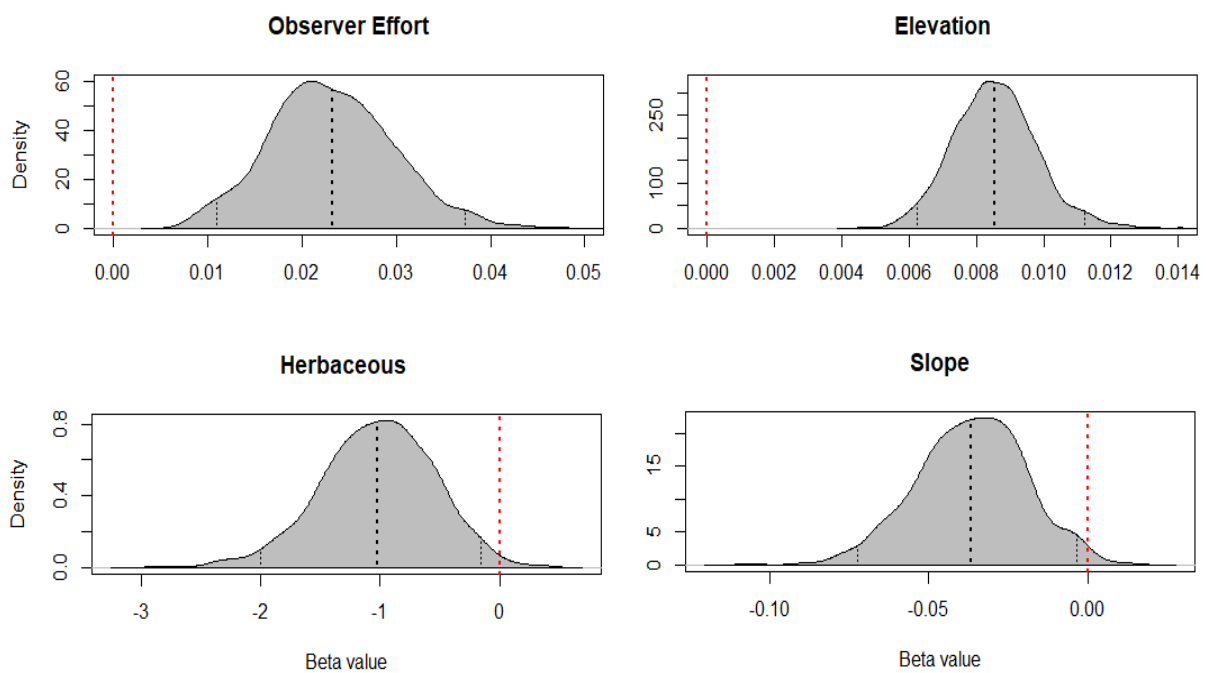 Observer Effort
Density
0 20 40 60
0.00 0.01 0.02 0.03 0.04 0.05
Elevation
0 100 250
0.000 0.002 0.004 0.006 0.008 0.010 0.012 0.014
Herbaceous
Density
0.0 0.4 0.8
-3 -2 -1 0
Beta value
Slope
0 5 15
-0.10 -0.05 0.00
Beta value